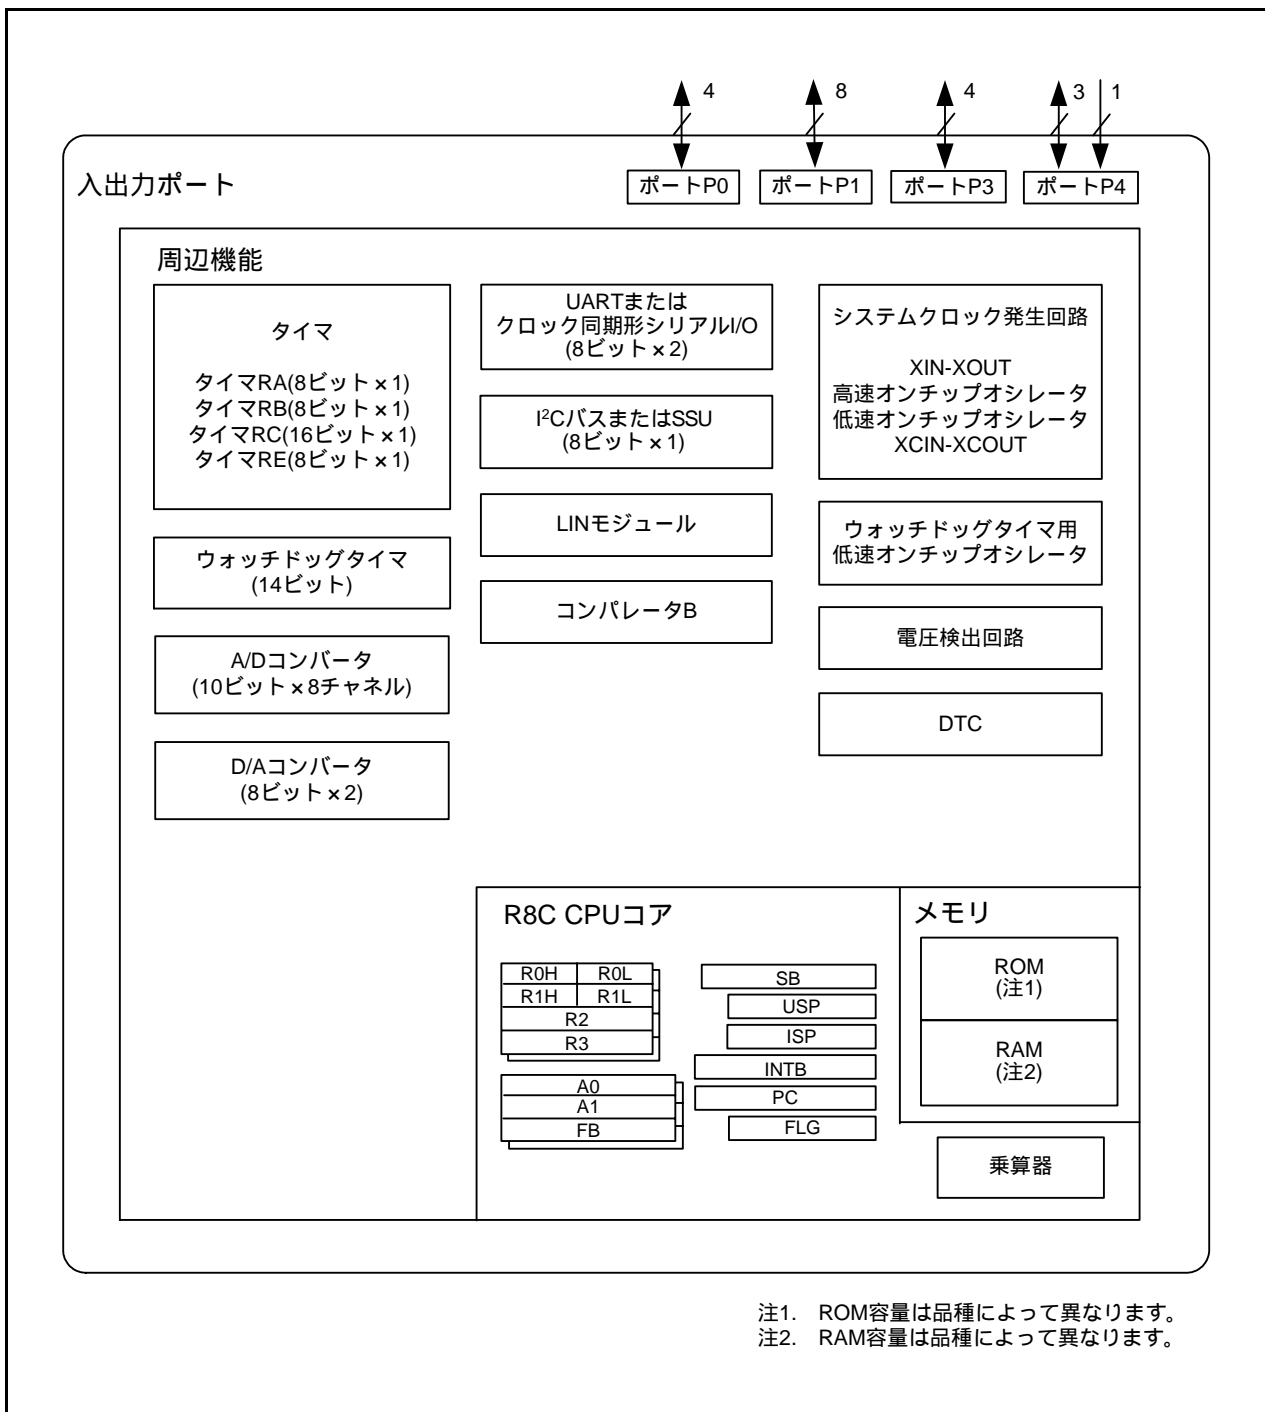 4
8
4
3
1
入出力ポート
ポートP0
ポートP1
ポートP3
ポートP4
周辺機能
タイマ
タイマRA(8ビット×1)
タイマRB(8ビット×1)
タイマRC(16ビット×1)
タイマRE(8ビット×1)
ウォッチドッグタイマ
(14ビット)
A/Dコンバータ
(10ビット×8チャネル)
D/Aコンバータ
(8ビット×2)
UARTまたは
クロック同期形シリアルI/O
(8ビット×2)
I²CバスまたはSSU
(8ビット×1)
LINモジュール
コンパレータB
システムクロック発生回路
XIN-XOUT
高速オンチップオシレータ
低速オンチップオシレータ
XCIN-XCOUT
ウォッチドッグタイマ用
低速オンチップオシレータ
電圧検出回路
DTC
R8C CPUコア
R0H
R0L
R1H
R1L
R2
R3
A0
A1
FB
SB
USP
ISP
INTB
PC
FLG
メモリ
ROM
(注1)
RAM
(注2)
乗算器
注1. ROM容量は品種によって異なります。
注2. RAM容量は品種によって異なります。